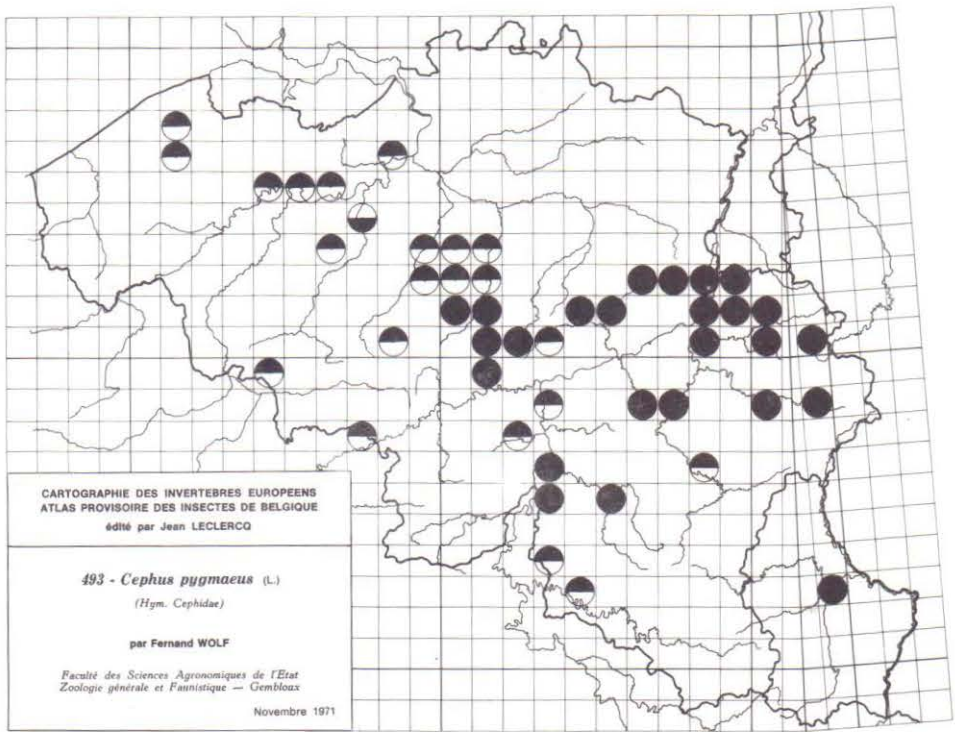 CARTOGRAPHIE DES INVERTEBRES EUROPEENS
ATLAS PROVISOIRE DES INSECTES DE BELGIQUE
édité par Jean LECLERCQ
493 - Cephus pygmaeus (L.)
(Hym. Cephidae)
par Fernand WOLF
Faculté des Sciences Agronomiques de l'Etat
Zoologie générale et Faunistique — Gembloux
Novembre 1971